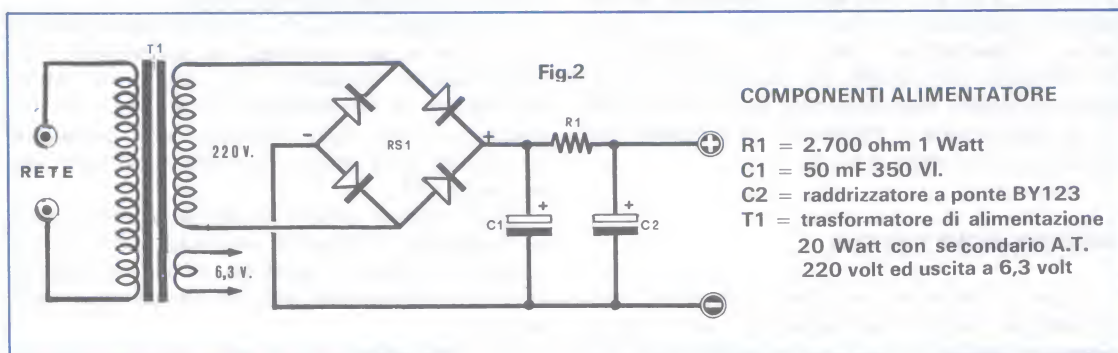 T1
Fig.2
COMPONENTI ALIMENTATORE
R1 = 2.700 ohm 1 Watt
C1 = 50 mF 350 Vl.
C2 = raddrizzatore a ponte BY123
T1 = trasformatore di alimentazione
20 Watt con secondario A.T.
220 volt ed uscita a 6,3 volt
RETE
220 V.
6,3 V.
-
RS1
+
R1
+
C1
+
C2
+
-